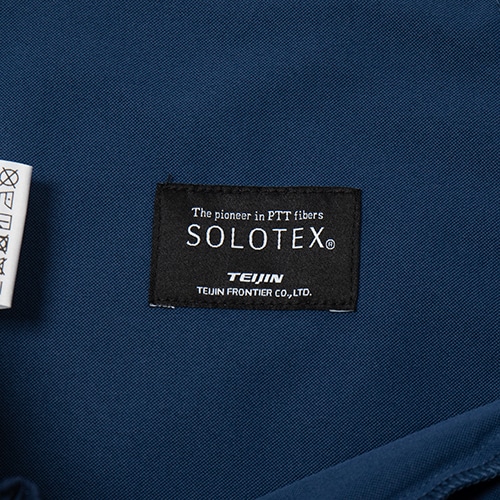 The pioneer in PTT fibers
SOLOTEX®
TEIJIN
TEIJIN FRONTIER CO.,LTD.